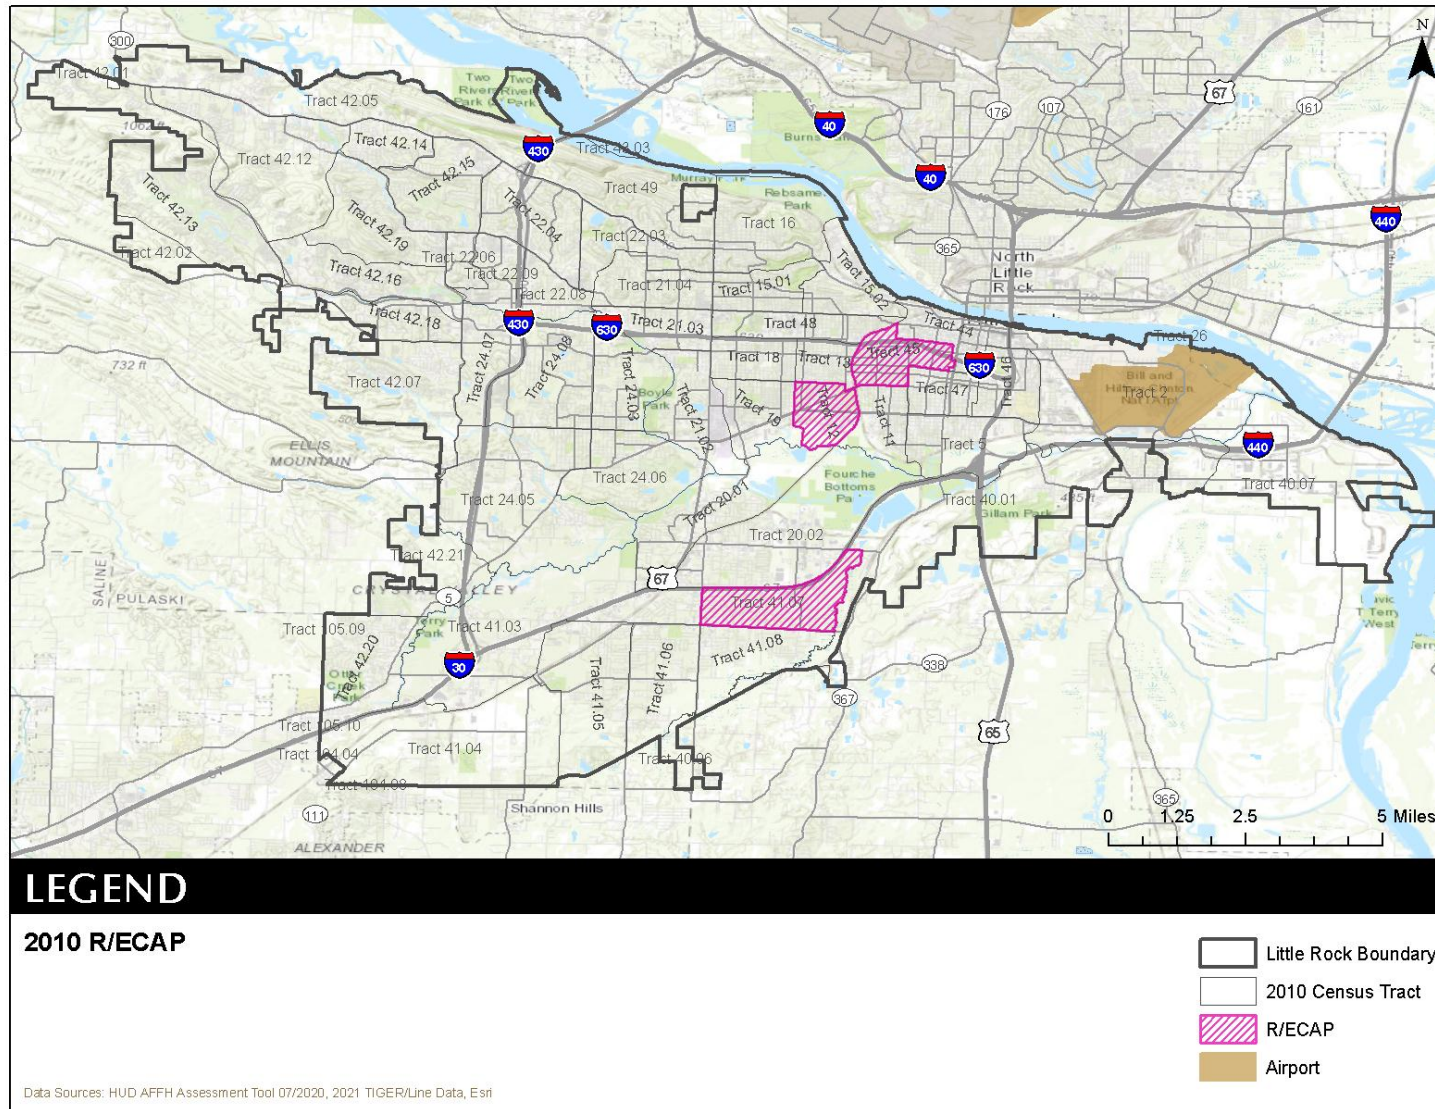 N
300
67
161
107
176
Tract 42.01
Two
Rivers
Park
Two
River
Park
Tract 42.05
40
430
1062 ft
Tract 42.14
Tract 42.03
Tract 42.12
Tract 42.15
40
Tract 49
Tract 42.13
Rebsame
Park
440
Tract 22.04
Tract 16
Tract 42.19
Tract 22.03
365
Tract 42.02
Tract 22.06
North
Little
Rock
Tract 22.09
Tract 42.16
Tract 21.04
Tract 15.01
Tract 15.02
Tract 22.08
Tract 42.18
430
630
Tract 21.03
Tract 48
Tract 44
Tract 26
Tract 24.07
Tract 24.08
Tract 18
Tract 13
Tract 45
630
Tract 46
732 ft
Tract 42.07
Tract 24.03
Boyle
Park
Tract 21.02
Tract 19
Tract 12
Tract 11
Tract 47
Bill and
Tract 2
ELLIS
MOUNTAIN
Tract 5
440
Tract 24.06
Fourche
Bottoms
Pa
Tract 24.05
Tract 20.01
Tract 40.01
Gillam Park
Tract 40.07
Tract 20.02
Tract 42.21
67
SALINE
PULASKI
5
Tract 41.07
Tract 105.09
Tract 41.03
Tract 42.20
Tract 41.08
30
Tract 41.06
Tract 41.05
338
367
Tract 105.10
Tract 41.04
Tract 40.06
65
365
111
Shannon Hills
ALEXANDER
0 1.25 2.5 5 Miles
LEGEND
2010 R/ECAP
Little Rock Boundary
2010 Census Tract
R/ECAP
Airport
Data Sources: HUD AFFH Assessment Tool 07/2020, 2021 TIGER/Line Data, Esri